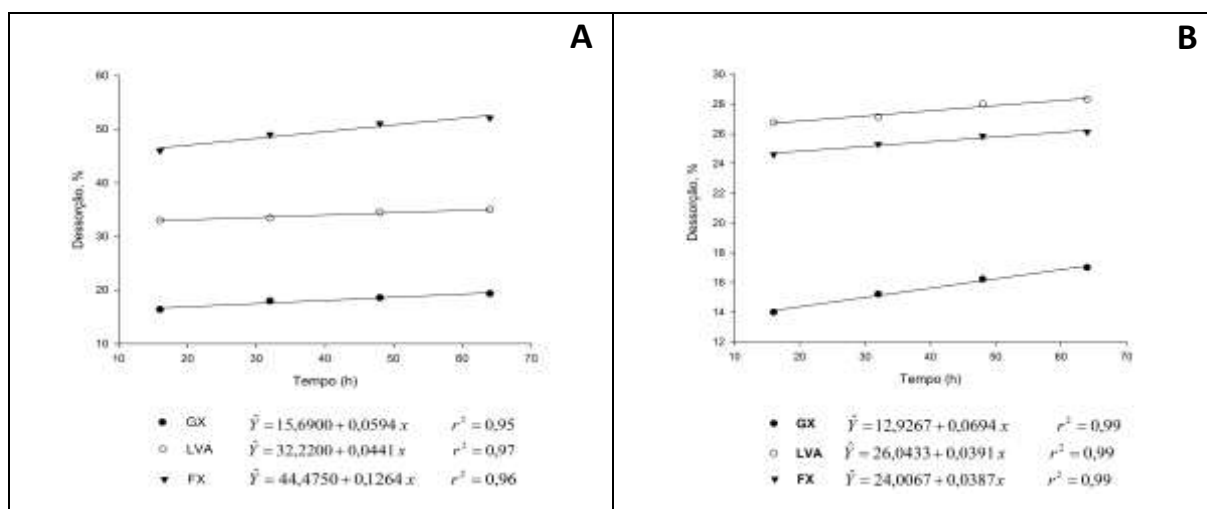 A
Dessorção, %
60
50
40
30
20
10
10 20 30 40 50 60 70
Tempo (h)
GX Ŷ = 15,6900 + 0,0594 x r² = 0,95
LVA Ŷ = 32,2200 + 0,0441 x r² = 0,97
FX Ŷ = 44,4750 + 0,1264 x r² = 0,96
B
Dessorção, %
30
28
26
24
22
20
18
16
14
12
10 20 30 40 50 60 70
Tempo (h)
GX Ŷ = 12,9267 + 0,0694 x r² = 0,99
LVA Ŷ = 26,0433 + 0,0391 x r² = 0,99
FX Ŷ = 24,0067 + 0,0387 x r² = 0,99